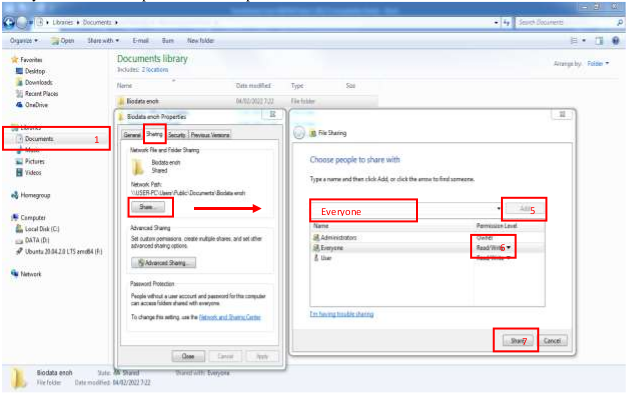 Libraries ▸ Documents ▸
Search Documents
Organize
Open
Share with
E-mail
Burn
New folder
Favorites
Desktop
Downloads
Recent Places
OneDrive
Libraries
Documents
1
Music
Pictures
Videos
Homegroup
Computer
Local Disk (C:)
DATA (D:)
Ubuntu 20.04.2.0 LTS amd64 (F:)
Network
Documents library
Includes: 2 locations
Arrange by: Folder
Name
Date modified
Type
Size
Biodata enoh
04/02/2022 7:22
File folder
Biodata enoh Properties
General
Sharing
Security
Previous Versions
Network File and Folder Sharing
Biodata enoh
Shared
Network Path:
\\USER-PC\Users\Public\Documents\Biodata enoh
Share...
Advanced Sharing
Set custom permissions, create multiple shares, and set other
advanced sharing options.
Advanced Sharing...
Password Protection
People without a user account and password for this computer
can access folders shared with everyone.
To change this setting, use the Network and Sharing Center.
Close
Cancel
Apply
File Sharing
Choose people to share with
Type a name and then click Add, or click the arrow to find someone.
Everyone
Add
5
Name
Permission Level
Administrators
Owner
Everyone
Read/Write
6
User
Read/Write
I'm having trouble sharing
Share
7
Cancel
Biodata enoh
State:
Shared
Shared with: Everyone
File folder
Date modified: 04/02/2022 7:22